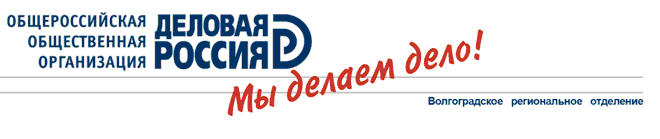 ОБЩЕРОССИЙСКАЯ
ОБЩЕСТВЕННАЯ
ОРГАНИЗАЦИЯ
ДЕЛОВАЯ
РОССИЯ
Мы делаем дело!
Волгоградское региональное отделение